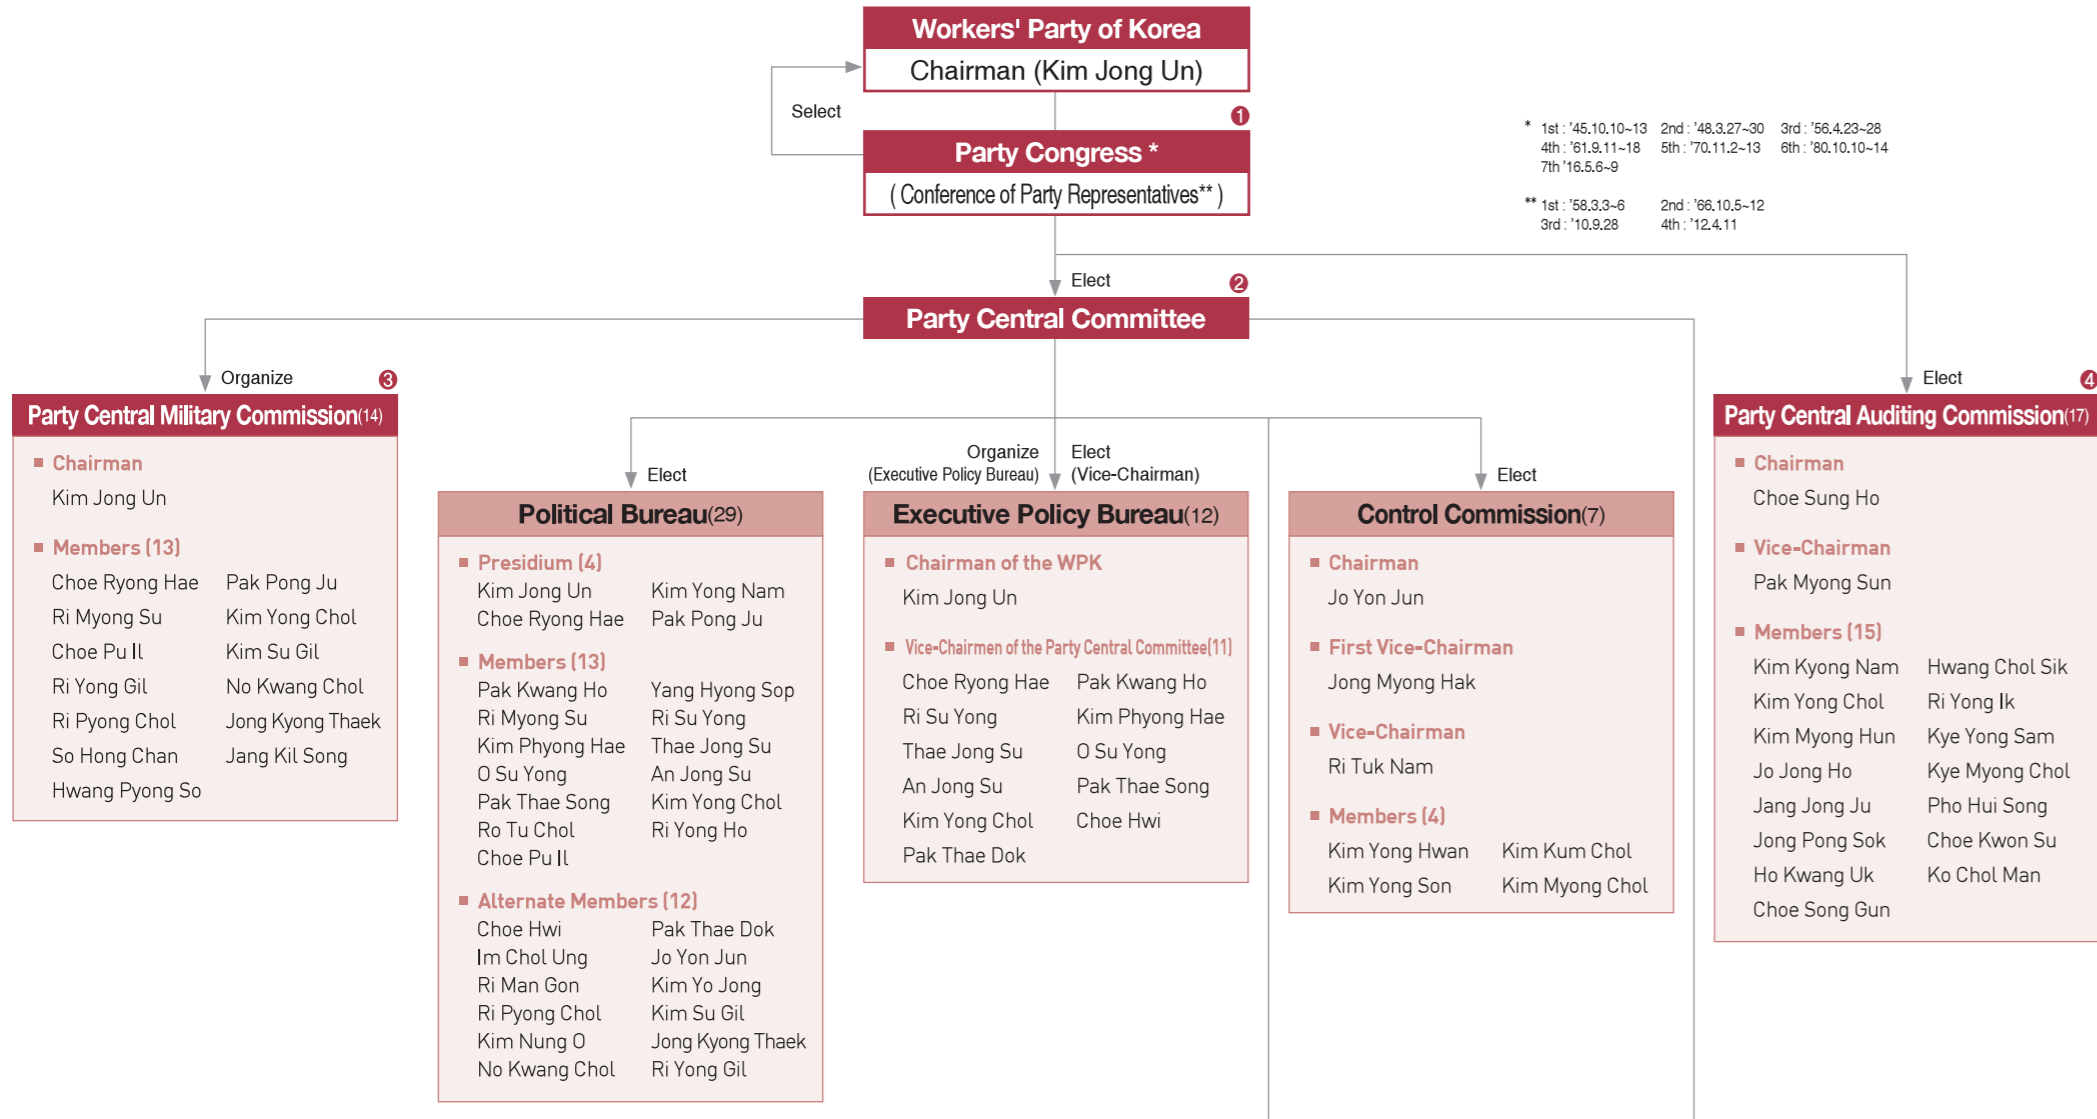 Workers' Party of Korea
Chairman (Kim Jong Un)
Select
❶
Party Congress *
( Conference of Party Representatives** )
* 1st : '45.10.10~13 2nd : '48.3.27~30 3rd : '56.4.23~28
4th : '61.9.11~18 5th : '70.11.2~13 6th : '80.10.10~14
7th '16.5.6~9
** 1st : '58.3.3~6 2nd : '66.10.5~12
3rd : '10.9.28 4th : '12.4.11
Elect
❷
Party Central Committee
Organize
❸
Party Central Military Commission(14)
Chairman
Kim Jong Un
Members (13)
Choe Ryong Hae Pak Pong Ju
Ri Myong Su Kim Yong Chol
Choe Pu Il Kim Su Gil
Ri Yong Gil No Kwang Chol
Ri Pyong Chol Jong Kyong Thaek
So Hong Chan Jang Kil Song
Hwang Pyong So
Elect
Political Bureau(29)
Presidium (4)
Kim Jong Un Kim Yong Nam
Choe Ryong Hae Pak Pong Ju
Members (13)
Pak Kwang Ho Yang Hyong Sop
Ri Myong Su Ri Su Yong
Kim Phyong Hae Thae Jong Su
O Su Yong An Jong Su
Pak Thae Song Kim Yong Chol
Ro Tu Chol Ri Yong Ho
Choe Pu Il
Alternate Members (12)
Choe Hwi Pak Thae Dok
Im Chol Ung Jo Yon Jun
Ri Man Gon Kim Yo Jong
Ri Pyong Chol Kim Su Gil
Kim Nung O Jong Kyong Thaek
No Kwang Chol Ri Yong Gil
Organize Elect
(Executive Policy Bureau) (Vice-Chairman)
Executive Policy Bureau(12)
Chairman of the WPK
Kim Jong Un
Vice-Chairmen of the Party Central Committee(11)
Choe Ryong Hae Pak Kwang Ho
Ri Su Yong Kim Phyong Hae
Thae Jong Su O Su Yong
An Jong Su Pak Thae Song
Kim Yong Chol Choe Hwi
Pak Thae Dok
Elect
Control Commission(7)
Chairman
Jo Yon Jun
First Vice-Chairman
Jong Myong Hak
Vice-Chairman
Ri Tuk Nam
Members (4)
Kim Yong Hwan Kim Kum Chol
Kim Yong Son Kim Myong Chol
Elect
❹
Party Central Auditing Commission(17)
Chairman
Choe Sung Ho
Vice-Chairman
Pak Myong Sun
Members (15)
Kim Kyong Nam Hwang Chol Sik
Kim Yong Chol Ri Yong Ik
Kim Myong Hun Kye Yong Sam
Jo Jong Ho Kye Myong Chol
Jang Jong Ju Pho Hui Song
Jong Pong Sok Choe Kwon Su
Ho Kwang Uk Ko Chol Man
Choe Song Gun